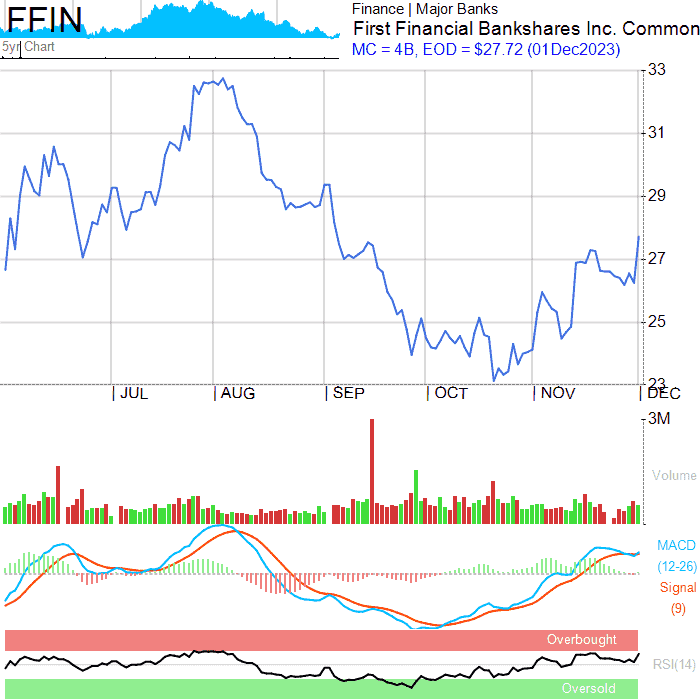 FFIN
5yr Chart
Finance | Major Banks
First Financial Bankshares Inc. Common
MC = 4B, EOD = $27.72 (01Dec2023)
33
31
29
27
25
23
JUL AUG SEP OCT NOV DEC
3M
Volume
MACD
(12-26)
Signal
(9)
Overbought
RSI(14)
Oversold